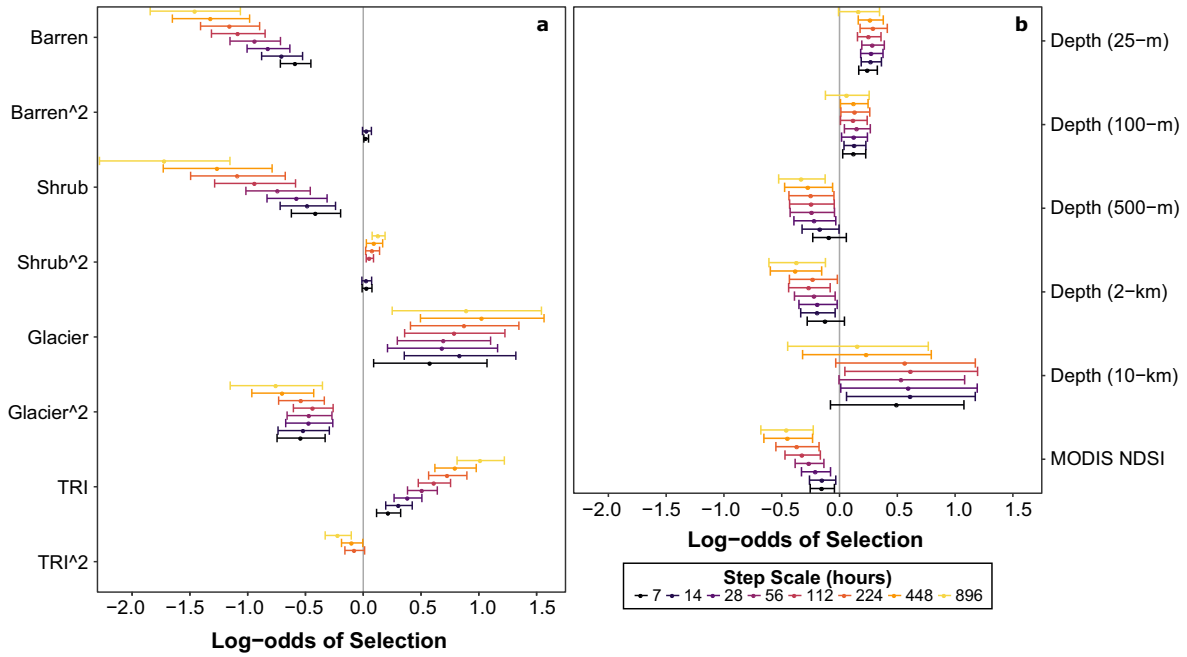 a
Barren
Barren^2
Shrub
Shrub^2
Glacier
Glacier^2
TRI
TRI^2
−2.0 −1.5 −1.0 −0.5 0.0 0.5 1.0 1.5
Log−odds of Selection
b
Depth (25−m)
Depth (100−m)
Depth (500−m)
Depth (2−km)
Depth (10−km)
MODIS NDSI
−2.0 −1.5 −1.0 −0.5 0.0 0.5 1.0 1.5
Log−odds of Selection
Step Scale (hours)
7 14 28 56 112 224 448 896